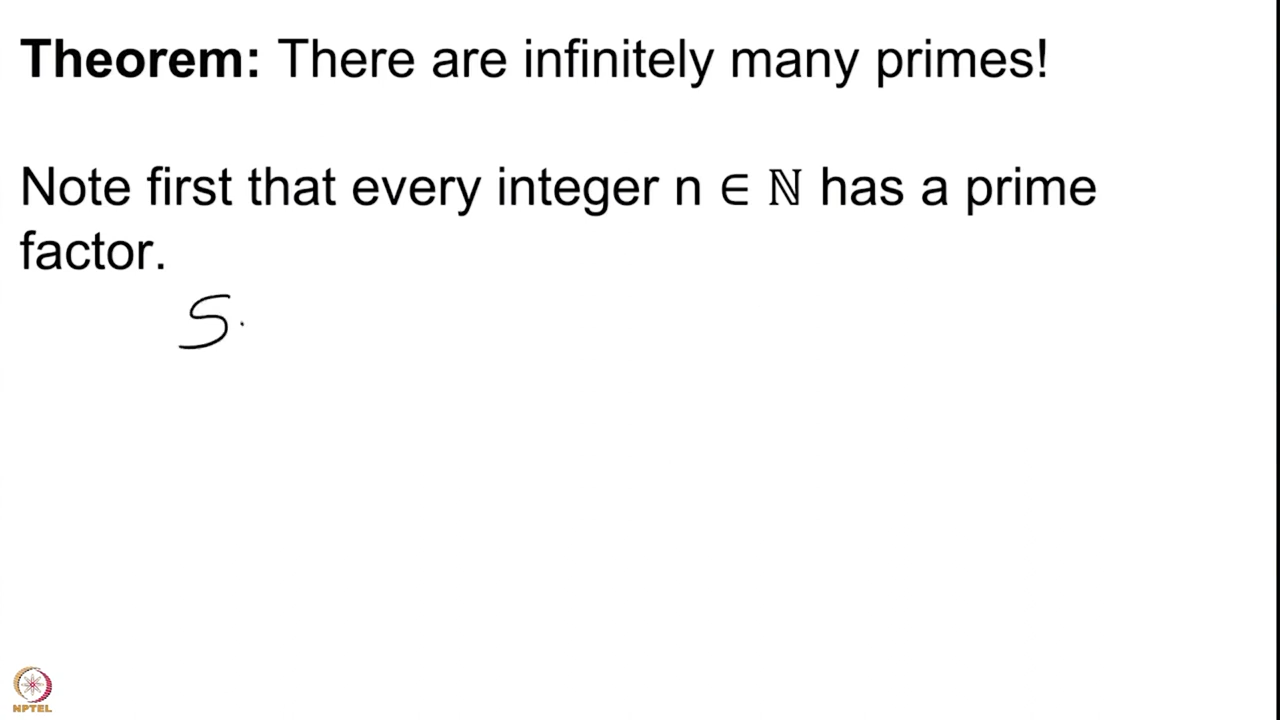 Theorem: There are infinitely many primes!
Note first that every integer n ∈ ℕ has a prime
factor.
S.
NPTEL